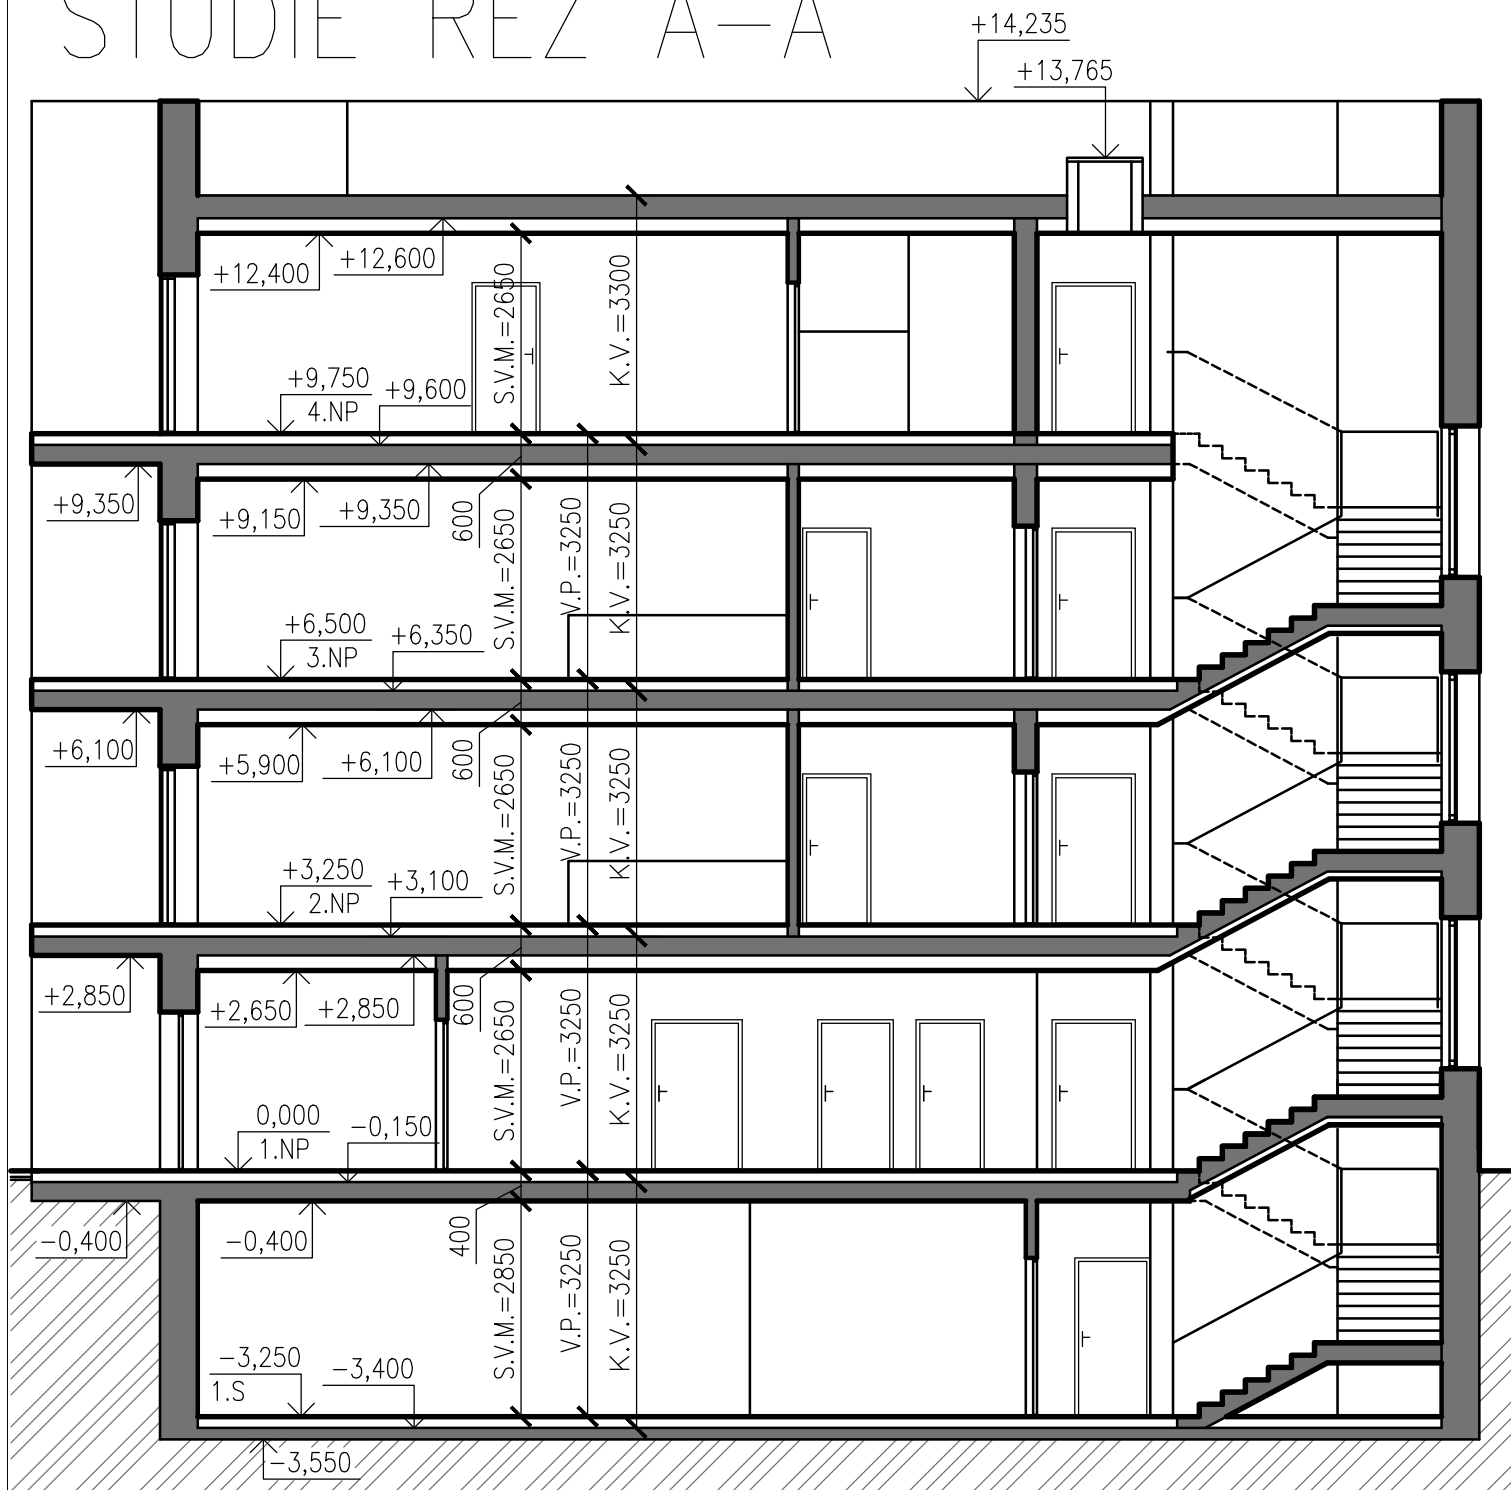 STUDIE ŘEZ A-A
+14,235
+13,765
+12,400
+12,600
S.V.M.=2650
K.V.=3300
+9,750
4.NP
+9,600
+9,350
+9,150
+9,350
600
S.V.M.=2650
V.P.=3250
K.V.=3250
+6,500
3.NP
+6,350
+6,100
+5,900
+6,100
600
S.V.M.=2650
V.P.=3250
K.V.=3250
+3,250
2.NP
+3,100
+2,850
+2,650
+2,850
600
S.V.M.=2650
V.P.=3250
K.V.=3250
0,000
1.NP
-0,150
-0,400
-0,400
400
S.V.M.=2850
V.P.=3250
K.V.=3250
-3,250
1.S
-3,400
-3,550